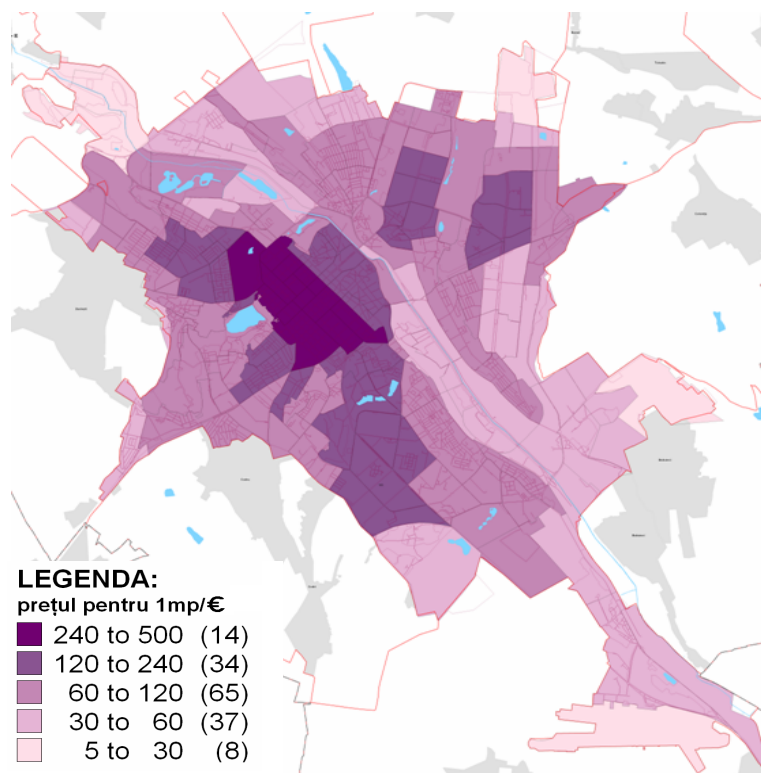 LEGENDA:
prețul pentru 1mp/€
240 to 500 (14)
120 to 240 (34)
60 to 120 (65)
30 to 60 (37)
5 to 30 (8)